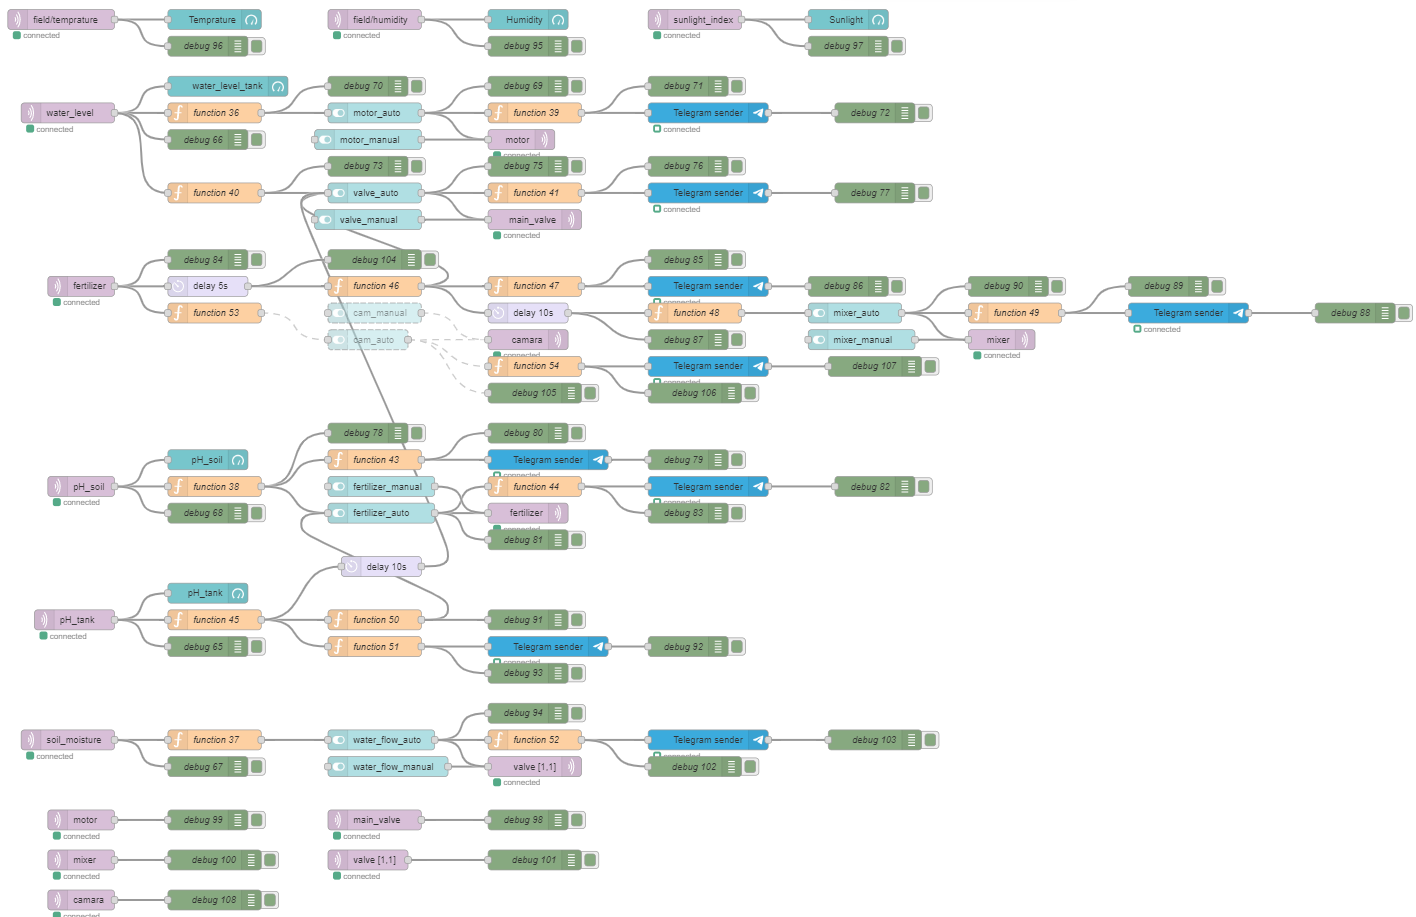 field/temprature
Temprature
field/humidity
Humidity
sunlight_index
Sunlight
connected
debug 96
connected
debug 95
connected
debug 97
water_level_tank
debug 70
debug 69
debug 71
water_level
function 36
motor_auto
function 39
Telegram sender
debug 72
connected
debug 66
motor_manual
motor
connected
connected
debug 73
debug 75
debug 76
function 40
valve_auto
function 41
Telegram sender
debug 77
connected
valve_manual
main_valve
connected
debug 84
debug 104
debug 85
fertilizer
delay 5s
function 46
function 47
Telegram sender
debug 86
debug 90
debug 89
connected
connected
function 53
cam_manual
delay 10s
function 48
mixer_auto
function 49
Telegram sender
debug 88
connected
cam_auto
camara
debug 87
mixer_manual
mixer
connected
connected
function 54
Telegram sender
debug 107
connected
debug 105
debug 106
debug 78
debug 80
pH_soil
function 43
Telegram sender
debug 79
connected
pH_soil
function 38
fertilizer_manual
function 44
Telegram sender
debug 82
connected
connected
debug 68
fertilizer_auto
fertilizer
debug 83
connected
debug 81
delay 10s
pH_tank
pH_tank
function 45
function 50
debug 91
connected
debug 65
function 51
Telegram sender
debug 92
connected
debug 93
debug 94
soil_moisture
function 37
water_flow_auto
function 52
Telegram sender
debug 103
connected
connected
debug 67
water_flow_manual
valve [1,1]
debug 102
connected
motor
debug 99
main_valve
debug 98
connected
connected
mixer
debug 100
valve [1,1]
debug 101
connected
connected
camara
debug 108
connected